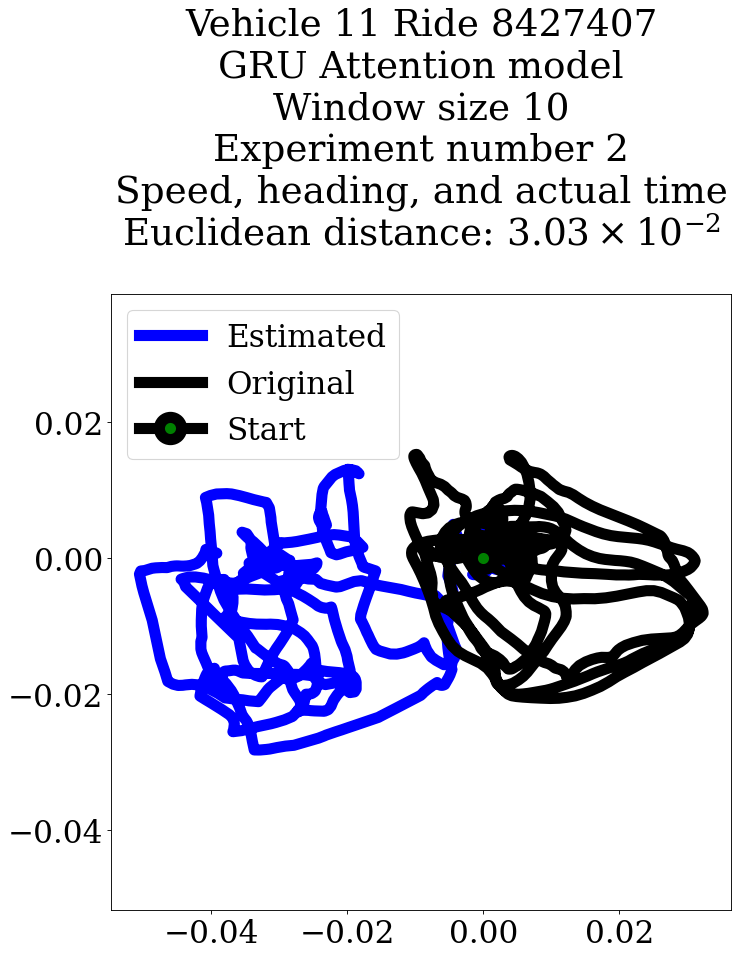 Vehicle 11 Ride 8427407
GRU Attention model
Window size 10
Experiment number 2
Speed, heading, and actual time
Euclidean distance: 3.03 × 10⁻²
Estimated
Original
Start
0.02
0.00
−0.02
−0.04
−0.04 −0.02 0.00 0.02